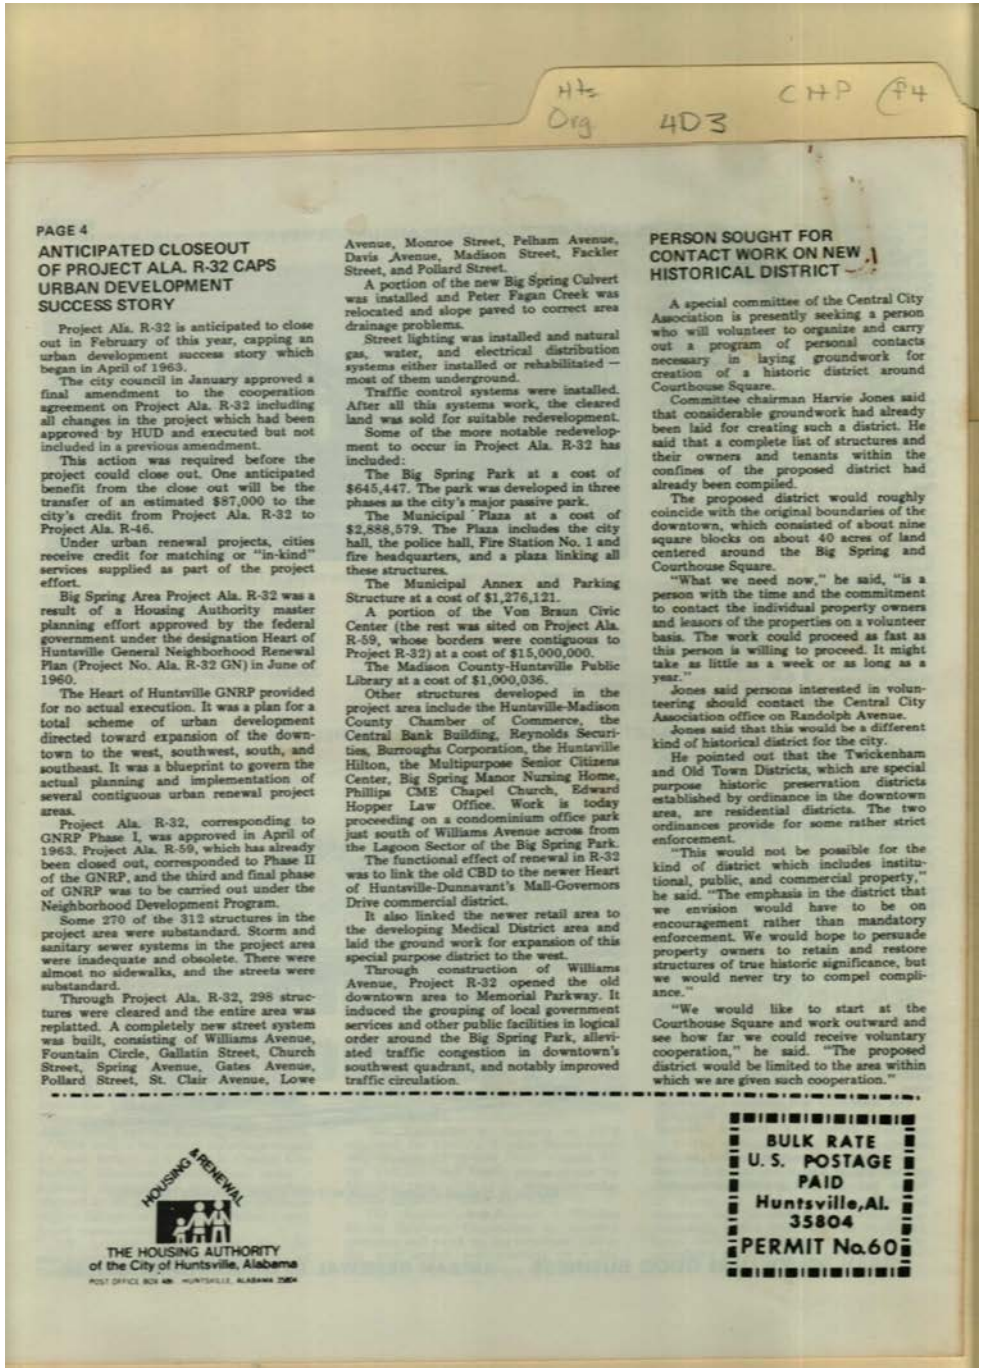 Hts
Org
4D3
CHP
P4
PAGE 4
ANTICIPATED CLOSEOUT
OF PROJECT ALA. R-32 CAPS
URBAN DEVELOPMENT
SUCCESS STORY
Project Ala. R-32 is anticipated to close
out in February of this year, capping an
urban development success story which
began in April of 1963.
The city council in January approved a
final amendment to the cooperation
agreement on Project Ala. R-32 including
all changes in the project which had been
approved by HUD and executed but not
included in a previous amendment.
This action was required before the
project could close out. One anticipated
benefit from the close out will be the
transfer of an estimated $87,000 to the
city's credit from Project Ala. R-32 to
Project Ala. R-46.
Under urban renewal projects, cities
receive credit for matching or "in-kind"
services supplied as part of the project
effort.
Big Spring Area Project Ala. R-32 was a
result of a Housing Authority master
planning effort approved by the federal
government under the designation Heart of
Huntsville General Neighborhood Renewal
Plan (Project No. Ala. R-32 GN) in June of
1960.
The Heart of Huntsville GNRP provided
for no actual execution. It was a plan for a
total scheme of urban development
directed toward expansion of the down-
town to the west, southwest, south, and
southeast. It was a blueprint to govern the
actual planning and implementation of
several contiguous urban renewal project
areas.
Project Ala. R-32, corresponding to
GNRP Phase I, was approved in April of
1963. Project Ala. R-59, which has already
been closed out, corresponded to Phase II
of the GNRP, and the third and final phase
of GNRP was to be carried out under the
Neighborhood Development Program.
Some 270 of the 312 structures in the
project area were substandard. Storm and
sanitary sewer systems in the project area
were inadequate and obsolete. There were
almost no sidewalks, and the streets were
substandard.
Through Project Ala. R-32, 298 struc-
tures were cleared and the entire area was
replatted. A completely new street system
was built, consisting of Williams Avenue,
Fountain Circle, Gallatin Street, Church
Street, Spring Avenue, Gates Avenue,
Pollard Street, St. Clair Avenue, Lowe
Avenue, Monroe Street, Pelham Avenue,
Davis Avenue, Madison Street, Fackler
Street, and Pollard Street.
A portion of the new Big Spring Culvert
was installed and Peter Fagan Creek was
relocated and slope paved to correct area
drainage problems.
Street lighting was installed and natural
gas, water, and electrical distribution
systems either installed or rehabilitated —
most of them underground.
Traffic control systems were installed.
After all this systems work, the cleared
land was sold for suitable redevelopment.
Some of the more notable redevelop-
ment to occur in Project Ala. R-32 has
included:
The Big Spring Park at a cost of
$645,447. The park was developed in three
phases as the city's major passive park.
The Municipal Plaza at a cost of
$2,888,579. The Plaza includes the city
hall, the police hall, Fire Station No. 1 and
fire headquarters, and a plaza linking all
these structures.
The Municipal Annex and Parking
Structure at a cost of $1,276,121.
A portion of the Von Braun Civic
Center (the rest was sited on Project Ala.
R-59, whose borders were contiguous to
Project R-32) at a cost of $15,000,000.
The Madison County-Huntsville Public
Library at a cost of $1,000,036.
Other structures developed in the
project area include the Huntsville-Madison
County Chamber of Commerce, the
Central Bank Building, Reynolds Securi-
ties, Burroughs Corporation, the Huntsville
Hilton, the Multipurpose Senior Citizens
Center, Big Spring Manor Nursing Home,
Phillips CME Chapel Church, Edward
Hopper Law Office. Work is today
proceeding on a condominium office park
just south of Williams Avenue across from
the Lagoon Sector of the Big Spring Park.
The functional effect of renewal in R-32
was to link the old CBD to the newer Heart
of Huntsville-Dunnavant's Mall-Governors
Drive commercial district.
It also linked the newer retail area to
the developing Medical District area and
laid the ground work for expansion of this
special purpose district to the west.
Through construction of Williams
Avenue, Project R-32 opened the old
downtown area to Memorial Parkway. It
induced the grouping of local government
services and other public facilities in logical
order around the Big Spring Park, allevi-
ated traffic congestion in downtown's
southwest quadrant, and notably improved
traffic circulation.
PERSON SOUGHT FOR
CONTACT WORK ON NEW
HISTORICAL DISTRICT
A special committee of the Central City
Association is presently seeking a person
who will volunteer to organize and carry
out a program of personal contacts
necessary in laying groundwork for
creation of a historic district around
Courthouse Square.
Committee chairman Harvie Jones said
that considerable groundwork had already
been laid for creating such a district. He
said that a complete list of structures and
their owners and tenants within the
confines of the proposed district had
already been compiled.
The proposed district would roughly
coincide with the original boundaries of the
downtown, which consisted of about nine
square blocks on about 40 acres of land
centered around the Big Spring and
Courthouse Square.
"What we need now," he said, "is a
person with the time and the commitment
to contact the individual property owners
and leasors of the properties on a volunteer
basis. The work could proceed as fast as
this person is willing to proceed. It might
take as little as a week or as long as a
year."
Jones said persons interested in volun-
teering should contact the Central City
Association office on Randolph Avenue.
Jones said that this would be a different
kind of historical district for the city.
He pointed out that the Twickenham
and Old Town Districts, which are special
purpose historic preservation districts
established by ordinance in the downtown
area, are residential districts. The two
ordinances provide for some rather strict
enforcement.
"This would not be possible for the
kind of district which includes institu-
tional, public, and commercial property,"
he said. "The emphasis in the district that
we envision would have to be on
encouragement rather than mandatory
enforcement. We would hope to persuade
property owners to retain and restore
structures of true historic significance, but
we would never try to compel compli-
ance."
"We would like to start at the
Courthouse Square and work outward and
see how far we could receive voluntary
cooperation," he said. "The proposed
district would be limited to the area within
which we are given such cooperation."
HOUSING & RENEWAL
THE HOUSING AUTHORITY
of the City of Huntsville, Alabama
POST OFFICE BOX 486 HUNTSVILLE, ALABAMA 35804
BULK RATE
U.S. POSTAGE
PAID
Huntsville,Al.
35804
PERMIT No.60